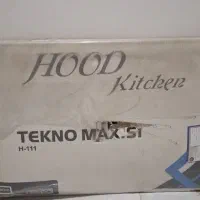 HOOD
Kitchen
TEKNO MAX.SI
H-111